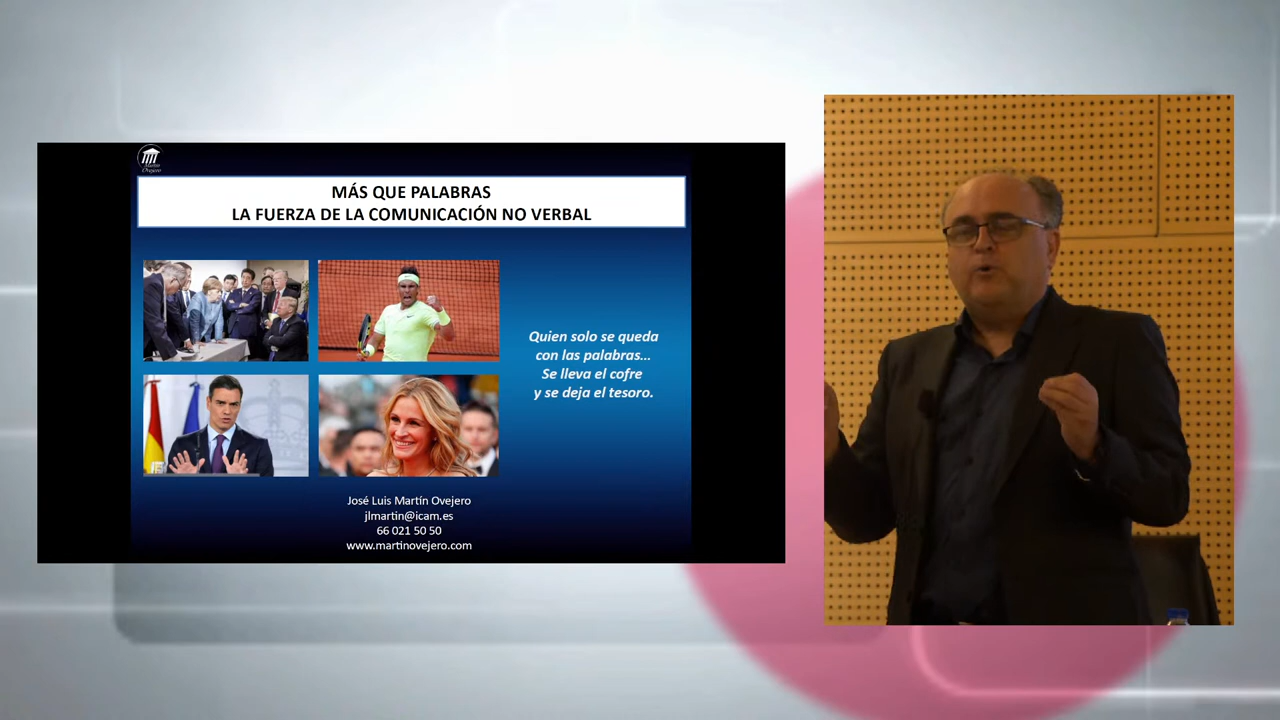 Martín
Ovejero
MÁS QUE PALABRAS
LA FUERZA DE LA COMUNICACIÓN NO VERBAL
Quien solo se queda
con las palabras...
Se lleva el cofre
y se deja el tesoro.
José Luis Martín Ovejero
jlmartin@icam.es
66 021 50 50
www.martinovejero.com